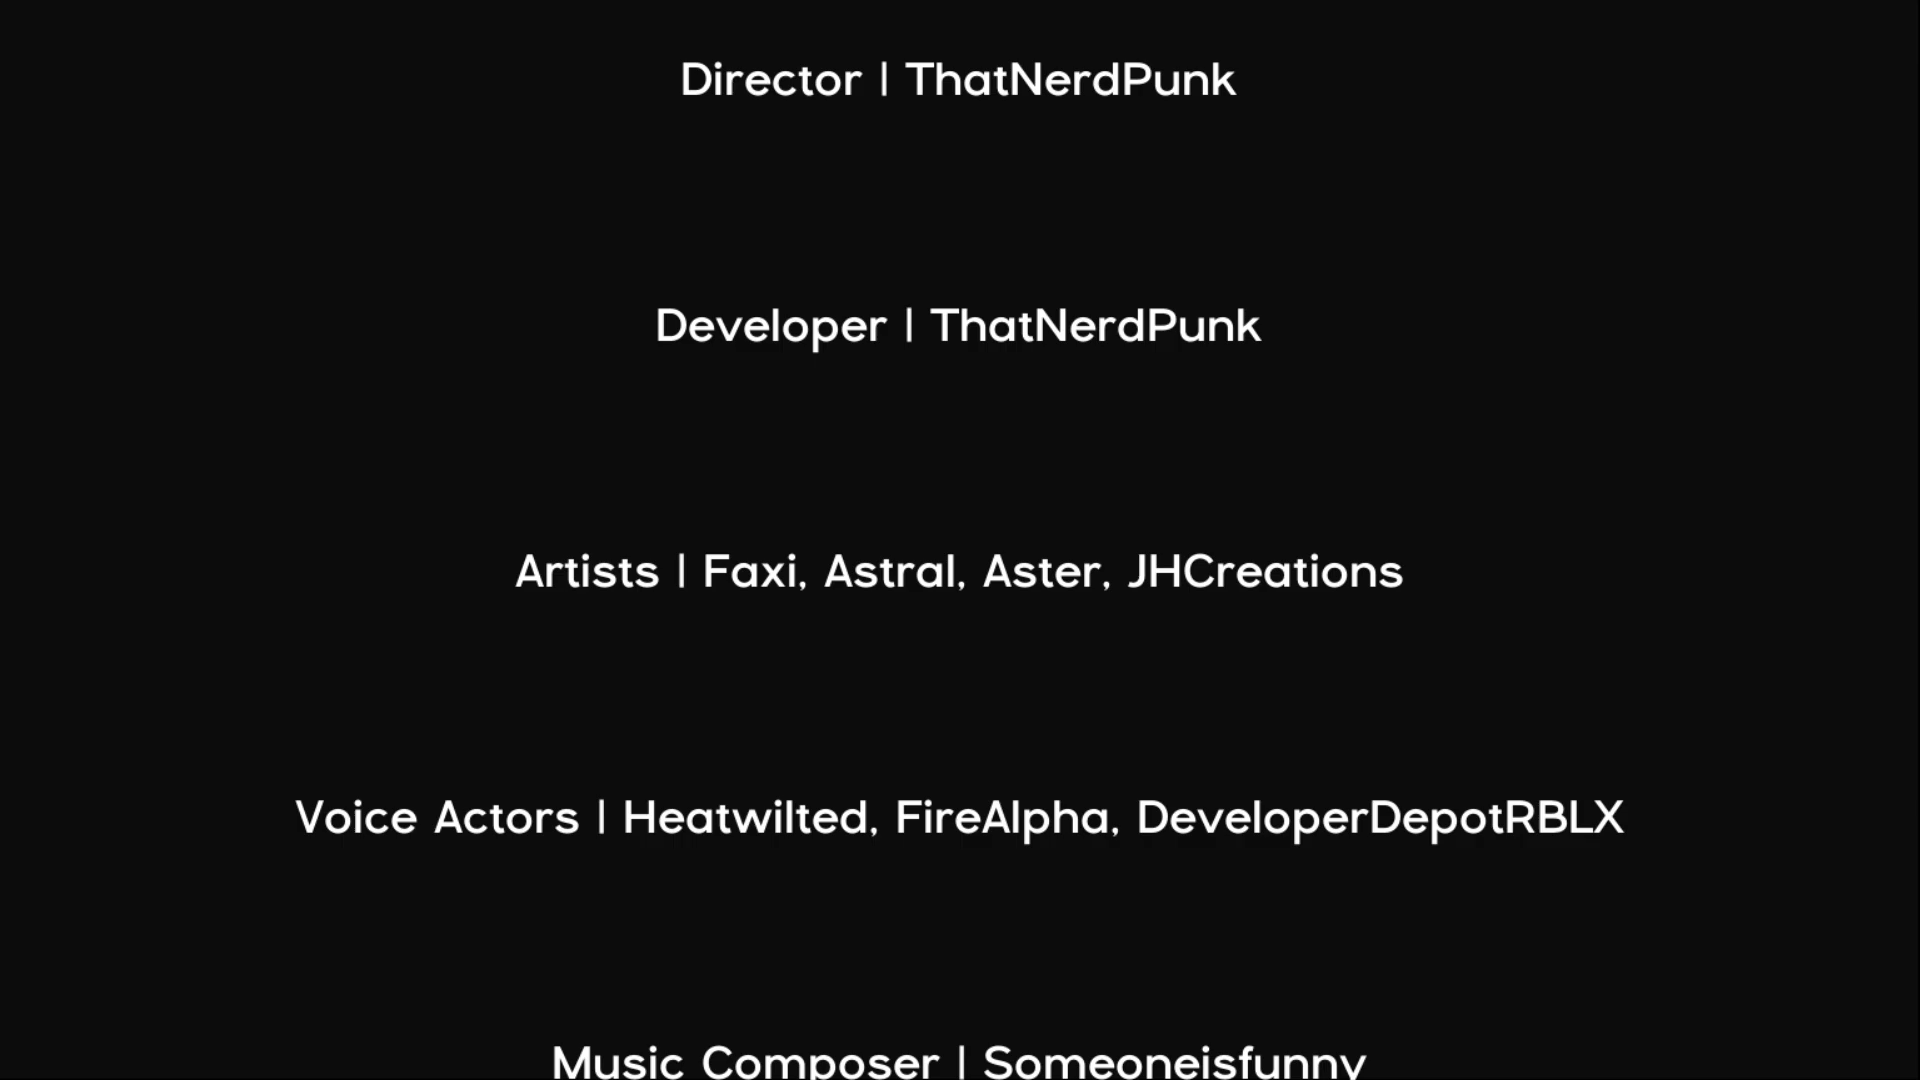 Director | ThatNerdPunk
Developer | ThatNerdPunk
Artists | Faxi, Astral, Aster, JHCreations
Voice Actors | Heatwilted, FireAlpha, DeveloperDepotRBLX
Music Composer | Someoneisfunny